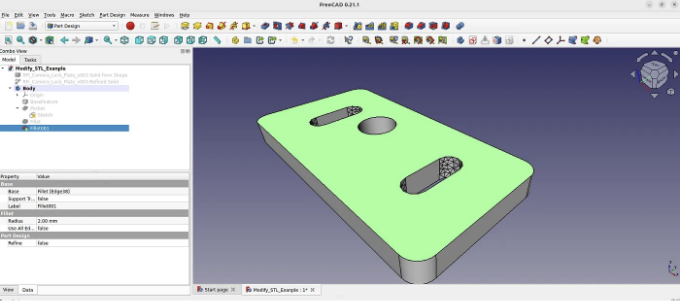 FreeCAD 0.21.1
File Edit View Tools Macro Sketch Part Design Measure Windows Help
Part Design
Combo View
Model Tasks
Modify_STL_Example
Body
Origin
BaseFeature
Pocket
Sketch
Fillet
Fillet001
Property Value
Base
Base Fillet [Edge38]
Support Tr... false
Label Fillet001
Fillet
Radius 2.00 mm
Use All Ed... false
Part Design
Refine false
View Data
Start page
Modify_STL_Example : 1*